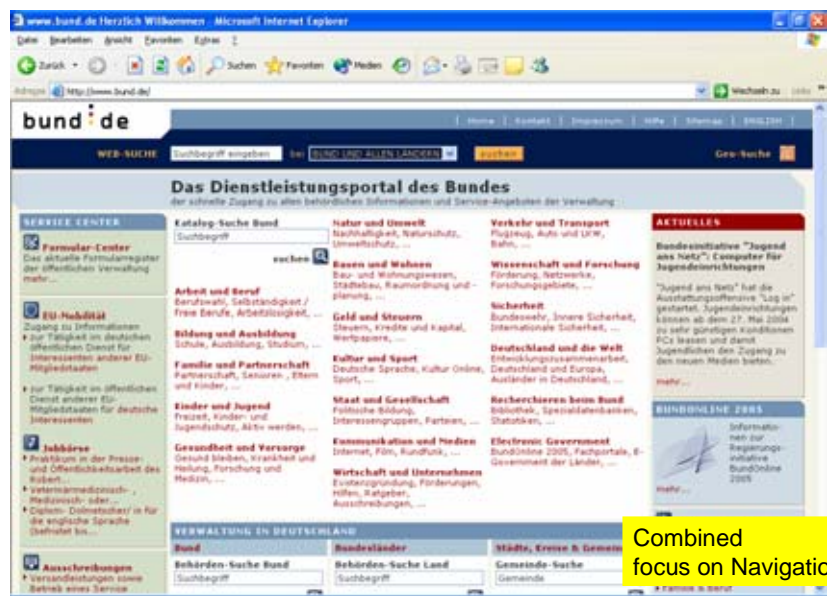 www.bund.de Herzlich Willkommen - Microsoft Internet Explorer
Datei Bearbeiten Ansicht Favoriten Extras ?
Zurück Suchen Favoriten Medien
Adresse http://www.bund.de/ Wechseln zu
bund de
| Home | Kontakt | Impressum | Hilfe | Sitemap | ENGLISH |
WEB-SUCHE Suchbegriff eingeben bei BUND UND ALLEN LÄNDERN suchen Geo-Suche
Das Dienstleistungsportal des Bundes
der schnelle Zugang zu allen behördlichen Informationen und Service-Angeboten der Verwaltung
SERVICE CENTER
Formular-Center
Das aktuelle Formularregister
der öffentlichen Verwaltung
mehr...
EU-Mobilität
Zugang zu Informationen
zur Tätigkeit im deutschen
öffentlichen Dienst für
Interessenten anderer EU-
Mitgliedstaaten
zur Tätigkeit im öffentlichen
Dienst anderer EU-
Mitgliedstaaten für deutsche
Interessenten
Jobbörse
Praktikum in der Presse-
und Öffentlichkeitsarbeit des
Robert...
Veterinärmedizinisch- ,
Medizinisch- oder...
Diplom- Dolmetscher/ in für
die englische Sprache
(befristet bis...
Ausschreibungen
Versandleistungen sowie
Betrieb eines Service
Katalog-Suche Bund
Suchbegriff
suchen
Arbeit und Beruf
Berufswahl, Selbständigkeit /
Freie Berufe, Arbeitslosigkeit, ...
Bildung und Ausbildung
Schule, Ausbildung, Studium, ...
Familie und Partnerschaft
Partnerschaft, Senioren , Eltern
und Kinder, ...
Kinder und Jugend
Freizeit, Kinder- und
Jugendschutz, Aktiv werden, ...
Gesundheit und Vorsorge
Gesund bleiben, Krankheit und
Heilung, Forschung und
Medizin, ...
Natur und Umwelt
Nachhaltigkeit, Naturschutz,
Umweltschutz, ...
Bauen und Wohnen
Bau- und Wohnungswesen,
Städtebau, Raumordnung und -
planung, ...
Geld und Steuern
Steuern, Kredite und Kapital,
Wertpapiere, ...
Kultur und Sport
Deutsche Sprache, Kultur Online,
Sport, ...
Staat und Gesellschaft
Politische Bildung,
Interessengruppen, Parteien, ...
Kommunikation und Medien
Internet, Film, Rundfunk, ...
Wirtschaft und Unternehmen
Existenzgründung, Förderungen,
Hilfen, Ratgeber,
Ausschreibungen, ...
Verkehr und Transport
Flugzeug, Auto und LKW,
Bahn, ...
Wissenschaft und Forschung
Förderung, Netzwerke,
Forschungsgebiete, ...
Sicherheit
Bundeswehr, Innere Sicherheit,
Internationale Sicherheit, ...
Deutschland und die Welt
Entwicklungszusammenarbeit,
Deutschland und Europa,
Ausländer in Deutschland, ...
Recherchieren beim Bund
Bibliothek, Spezialdatenbanken,
Statistiken, ...
Electronic Government
BundOnline 2005, Fachportale, E-
Government der Länder, ...
AKTUELLES
Bundesinitiative "Jugend
ans Netz": Computer für
Jugendeinrichtungen
"Jugend ans Netz" hat die
Ausstattungsoffensive "Log in"
gestartet. Jugendeinrichtungen
können ab dem 27. Mai 2004
zu sehr günstigen Konditionen
PCs leasen und damit
Jugendlichen den Zugang zu
den neuen Medien bieten.
mehr...
BUNDONLINE 2005
Informatio-
nen zur
Regierungs-
initiative
BundOnline
2005
mehr...
VERWALTUNG IN DEUTSCHLAND
Bund Bundesländer Städte, Kreise & Gemein
Behörden-Suche Bund Behörden-Suche Land Gemeinde-Suche
Suchbegriff Suchbegriff Gemeinde
Combined
focus on Navigatio
Familie & Beruf